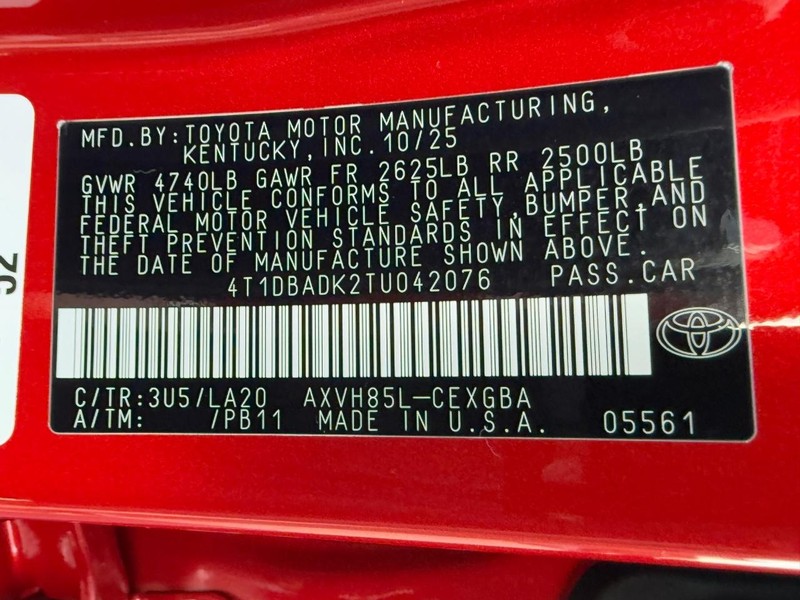 MFD.BY:TOYOTA MOTOR MANUFACTURING,
KENTUCKY,INC.10/25
GVWR 4740LB GAWR FR 2625LB RR 2500LB
THIS VEHICLE CONFORMS TO ALL APPLICABLE
FEDERAL MOTOR VEHICLE SAFETY,BUMPER,AND
THEFT PREVENTION STANDARDS IN EFFECT ON
THE DATE OF MANUFACTURE SHOWN ABOVE.
4T1DBADK2TU042076 PASS.CAR
C/TR:3U5/LA20 AXVH85L-CEXGBA
A/TM: /PB11 MADE IN U.S.A. 05561